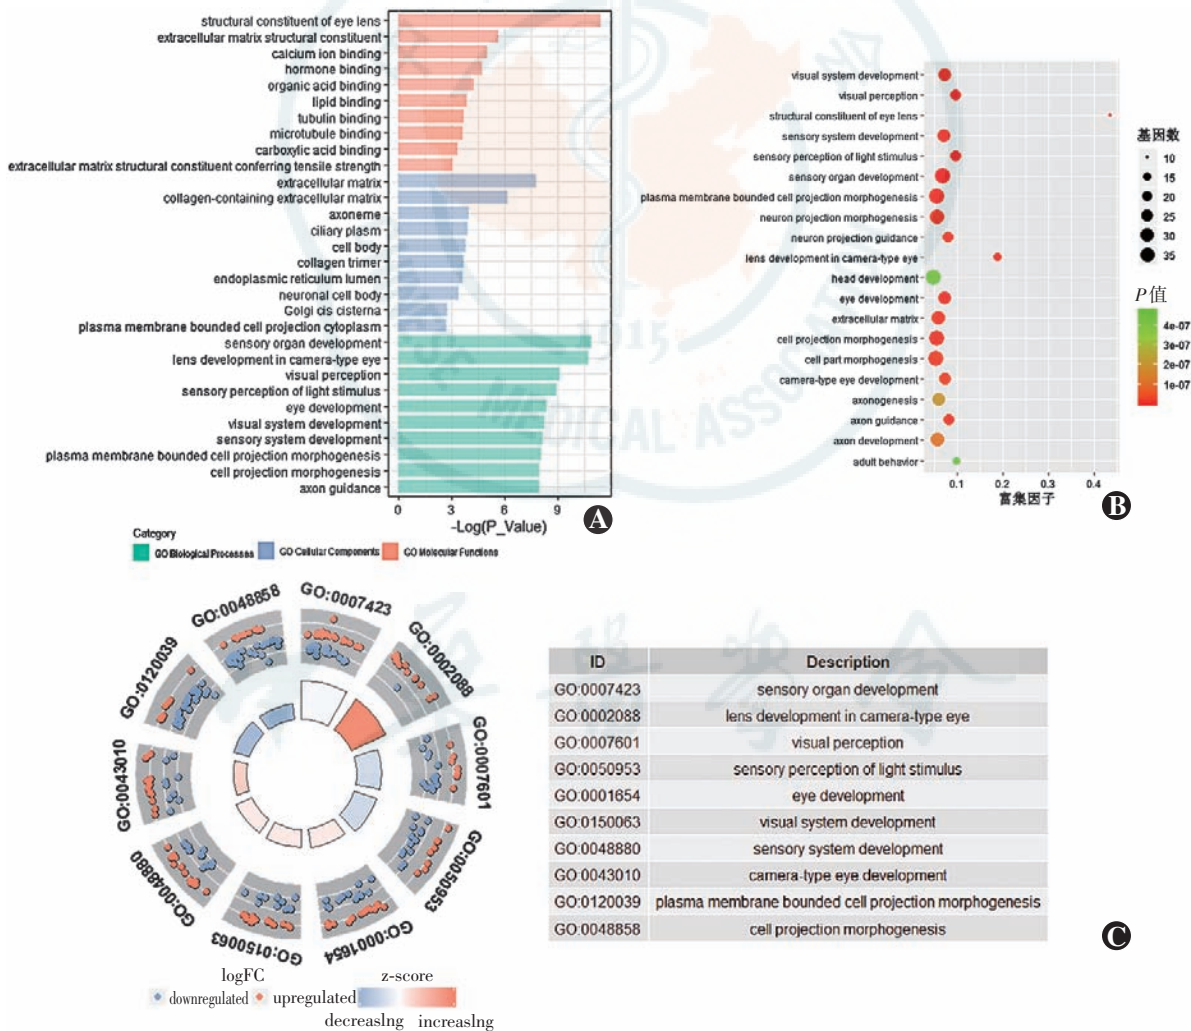 structural constituent of eye lens
extracellular matrix structural constituent
calcium ion binding
hormone binding
organic acid binding
lipid binding
tubulin binding
microtubule binding
carboxylic acid binding
extracellular matrix structural constituent conferring tensile strength
extracellular matrix
collagen-containing extracellular matrix
axoneme
ciliary plasm
cell body
collagen trimer
endoplasmic reticulum lumen
neuronal cell body
Golgi cis cisterna
plasma membrane bounded cell projection cytoplasm
sensory organ development
lens development in camera-type eye
visual perception
sensory perception of light stimulus
eye development
visual system development
sensory system development
plasma membrane bounded cell projection morphogenesis
cell projection morphogenesis
axon guidance
0 3 6 9
-Log(P_Value)
A
Category
GO Biological Processes GO Cellular Components GO Molecular Functions
visual system development
visual perception
structural constituent of eye lens
sensory system development
sensory perception of light stimulus
sensory organ development
plasma membrane bounded cell projection morphogenesis
neuron projection morphogenesis
neuron projection guidance
lens development in camera-type eye
head development
eye development
extracellular matrix
cell projection morphogenesis
cell part morphogenesis
camera-type eye development
axonogenesis
axon guidance
axon development
adult behavior
0.1 0.2 0.3 0.4
富集因子
基因数
10
15
20
25
30
35
P值
4e-07
3e-07
2e-07
1e-07
B
GO:0007423
GO:0002088
GO:0007601
GO:0050953
GO:0001654
GO:0150063
GO:0048880
GO:0043010
GO:0120039
GO:0048858
logFC z-score
downregulated upregulated
decreaslng increaslng
ID Description
GO:0007423 sensory organ development
GO:0002088 lens development in camera-type eye
GO:0007601 visual perception
GO:0050953 sensory perception of light stimulus
GO:0001654 eye development
GO:0150063 visual system development
GO:0048880 sensory system development
GO:0043010 camera-type eye development
GO:0120039 plasma membrane bounded cell projection morphogenesis
GO:0048858 cell projection morphogenesis
C
1915
MEDICAL ASSOCIATION